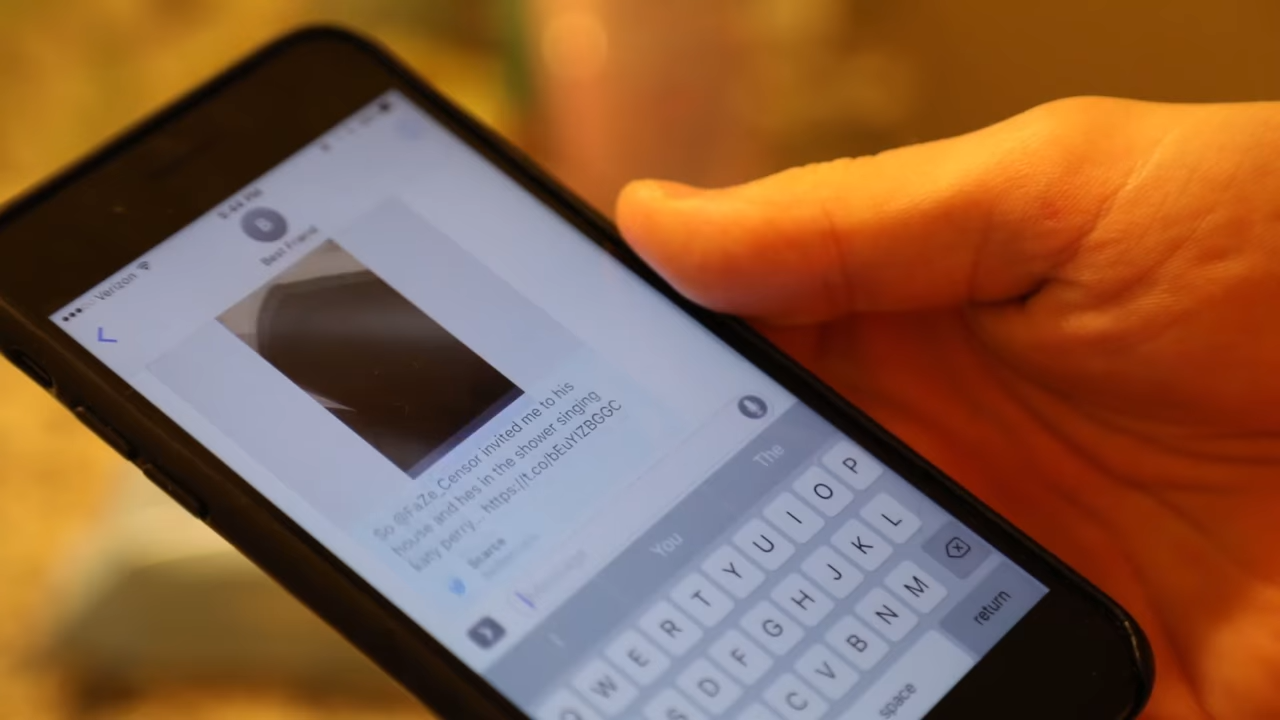 Verizon
Best Friend
So @FaZe_Censor invited me to his
house and hes in the shower singing
katy perry... https://t.co/bEuYIZBGGC
You
The
W E R T Y U I O P
S D F G H J K L
C V B N M
space
return